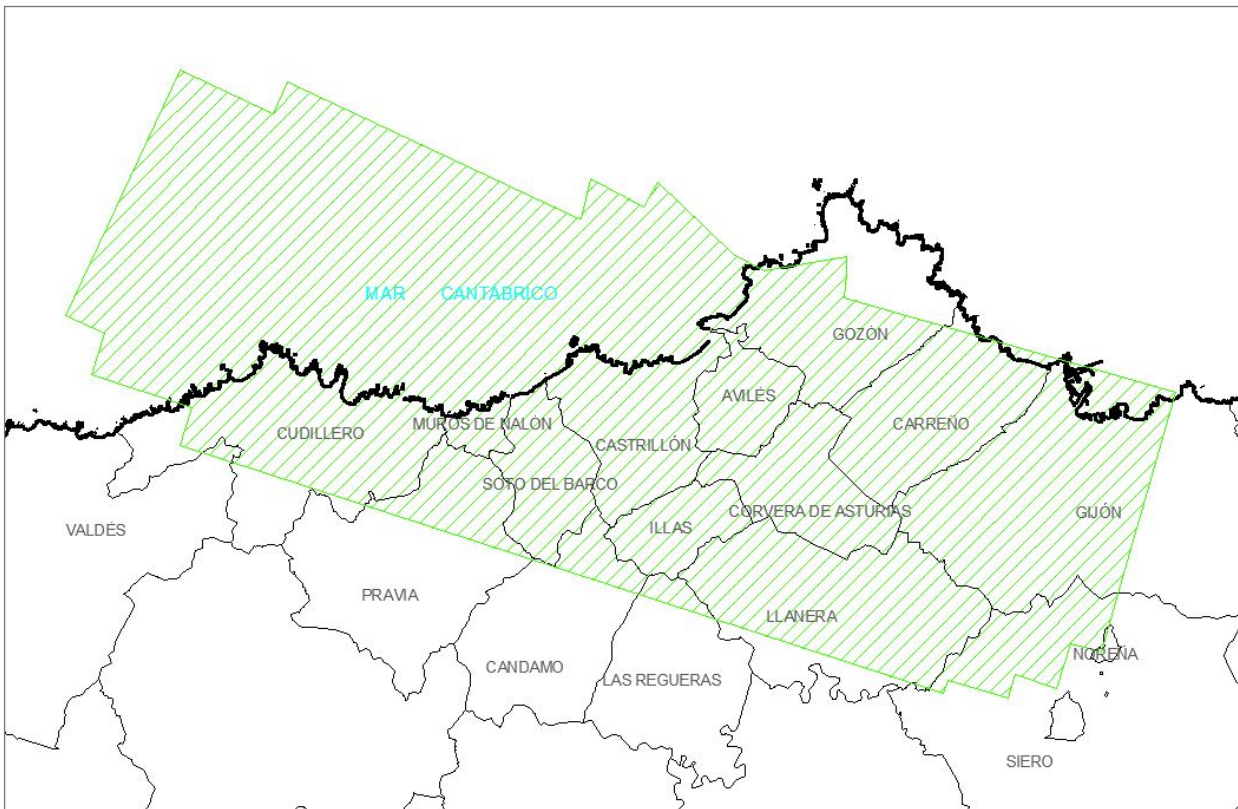 MAR CANTÁBRICO
GOZÓN
AVILÉS
CARREÑO
MUROS DE NALÓN
CUDILLERO
CASTRILLÓN
SOTO DEL BARCO
CORVERA DE ASTURIAS
GIJÓN
ILLAS
VALDÉS
PRAVIA
LLANERA
NOREÑA
CANDAMO
LAS REGUERAS
SIERO